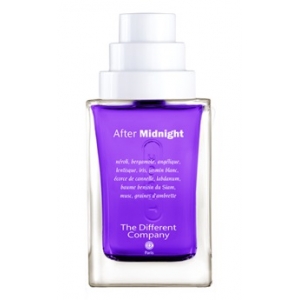 After Midnight
néroli, bergamote, angélique,
lentisque, iris, jasmin blanc,
écorce de cannelle, labdanum,
baume benjoin du Siam,
musc, graines d'ambrette
The Different
Company
Paris